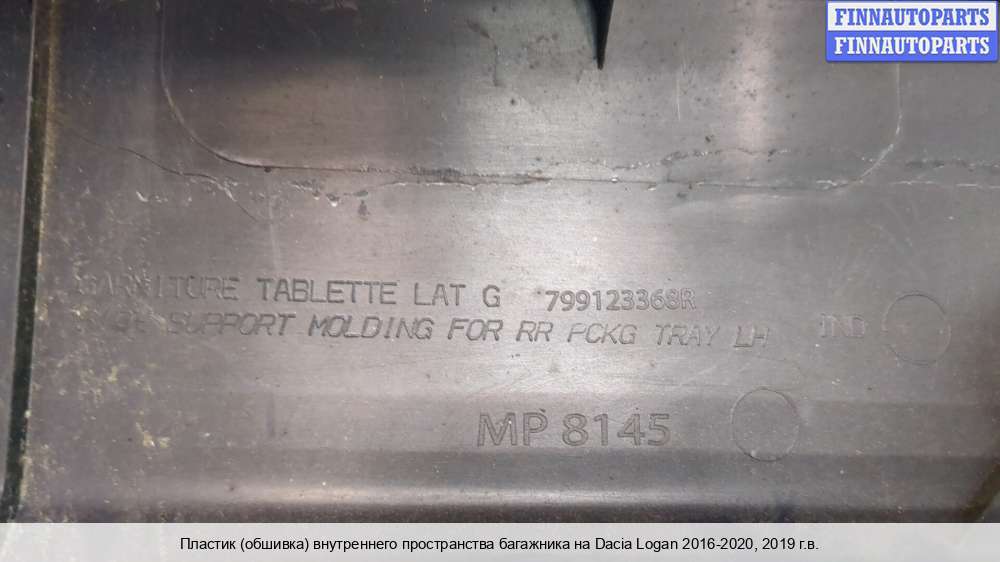 FINNAUTOPARTS
FINNAUTOPARTS
GARNITURE TABLETTE LAT G 799123368R
SUPPORT MOLDING FOR RR PCKG TRAY LH
IND
MP 8145
Пластик (обшивка) внутреннего пространства багажника на Dacia Logan 2016-2020, 2019 г.в.